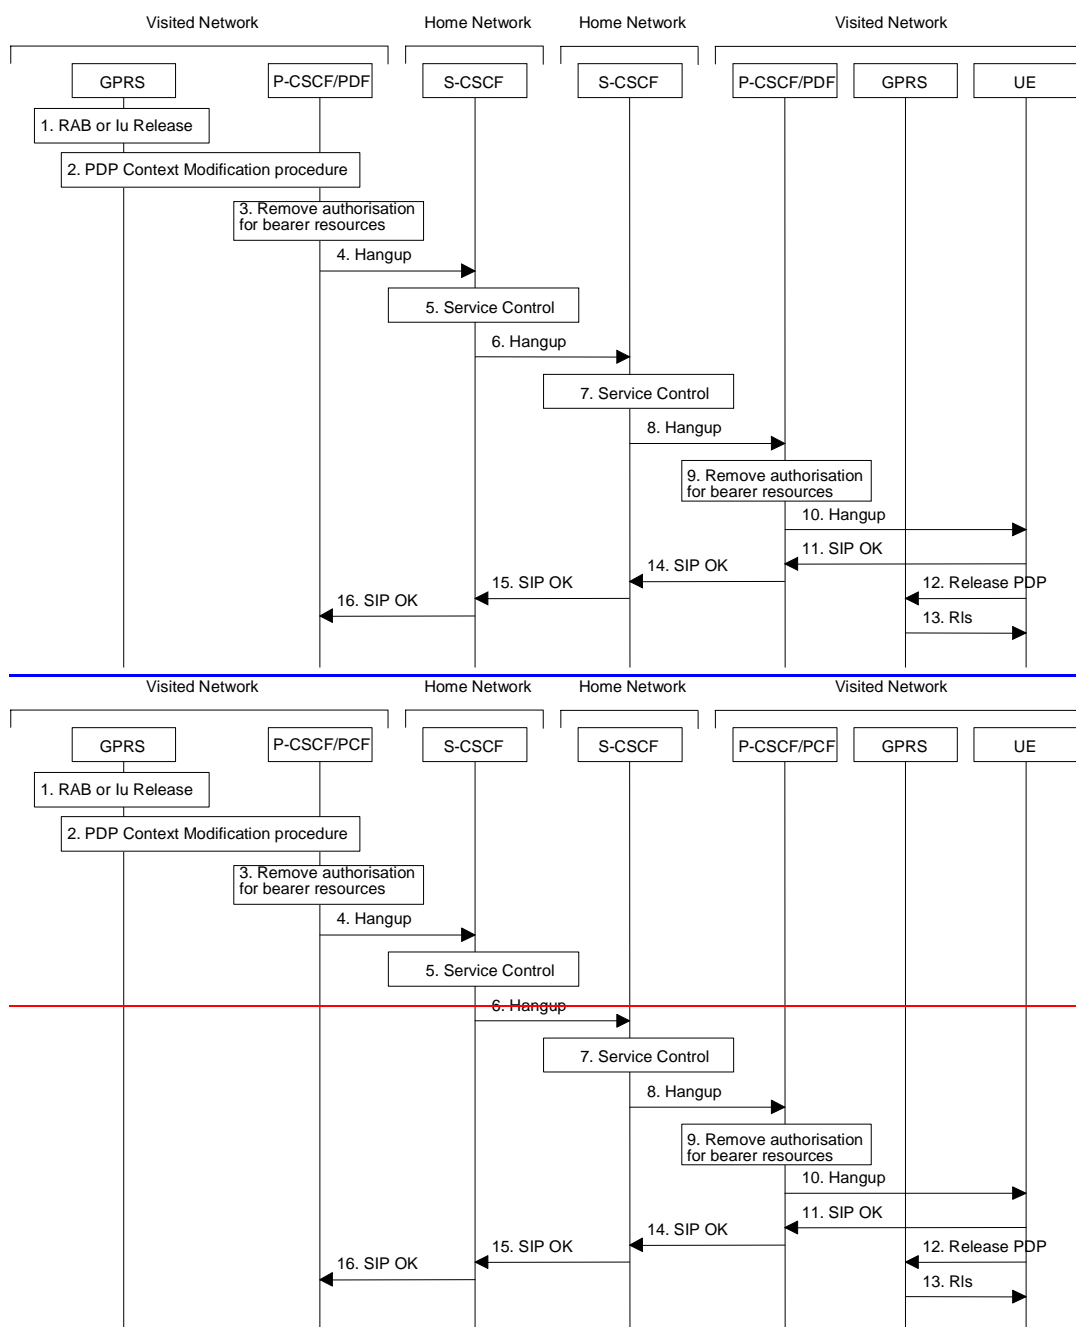 Visited Network Home Network Home Network Visited Network
GPRS P-CSCF/PDF S-CSCF S-CSCF P-CSCF/PDF GPRS UE
1. RAB or Iu Release
2. PDP Context Modification procedure
3. Remove authorisation
for bearer resources
4. Hangup
5. Service Control
6. Hangup
7. Service Control
8. Hangup
9. Remove authorisation
for bearer resources
10. Hangup
11. SIP OK
14. SIP OK
15. SIP OK
12. Release PDP
16. SIP OK
13. Rls
Visited Network Home Network Home Network Visited Network
GPRS P-CSCF/PCF S-CSCF S-CSCF P-CSCF/PCF GPRS UE
1. RAB or Iu Release
2. PDP Context Modification procedure
3. Remove authorisation
for bearer resources
4. Hangup
5. Service Control
6. Hangup
7. Service Control
8. Hangup
9. Remove authorisation
for bearer resources
10. Hangup
11. SIP OK
14. SIP OK
15. SIP OK
12. Release PDP
16. SIP OK
13. Rls